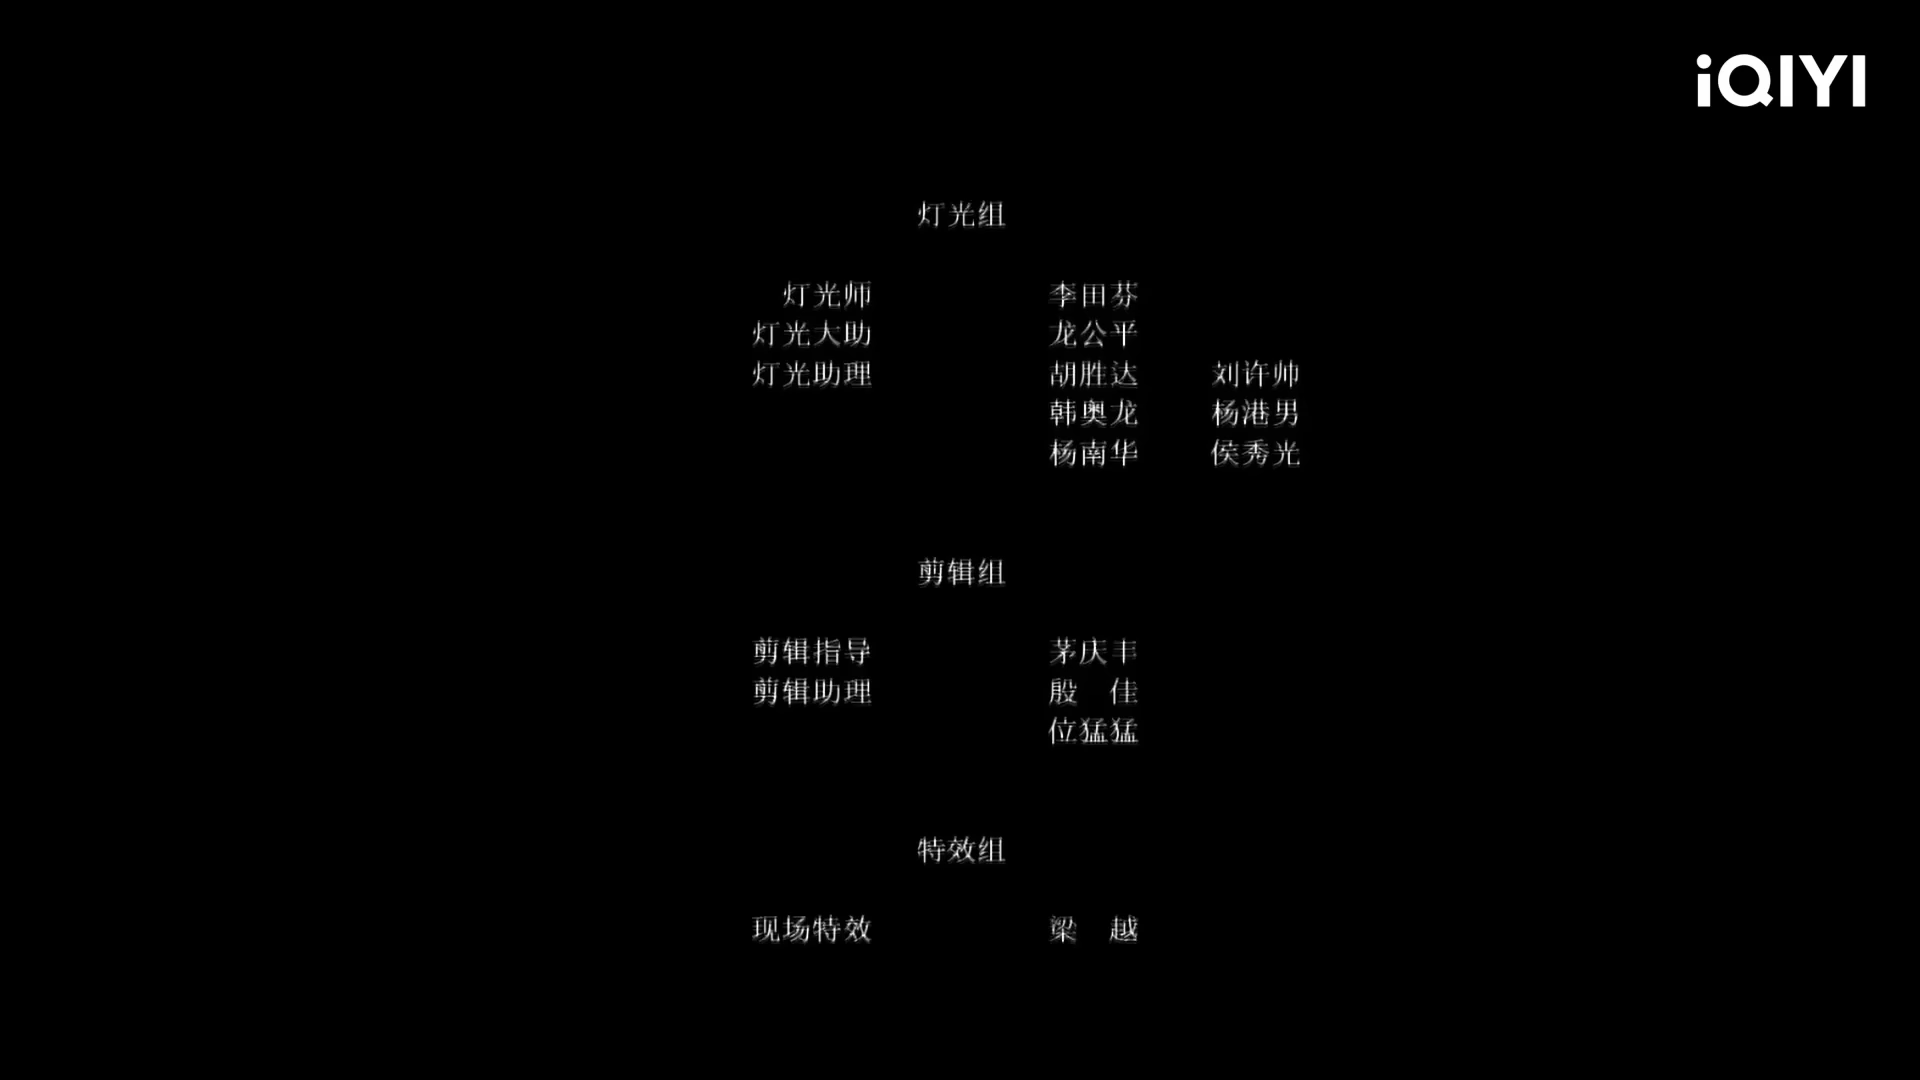 iQIYI
灯光组
灯光师 李田芬
灯光大助 龙公平
灯光助理 胡胜达 刘许帅
韩奥龙 杨港男
杨南华 侯秀光
剪辑组
剪辑指导 茅庆丰
剪辑助理 殷 佳
位猛猛
特效组
现场特效 梁 越